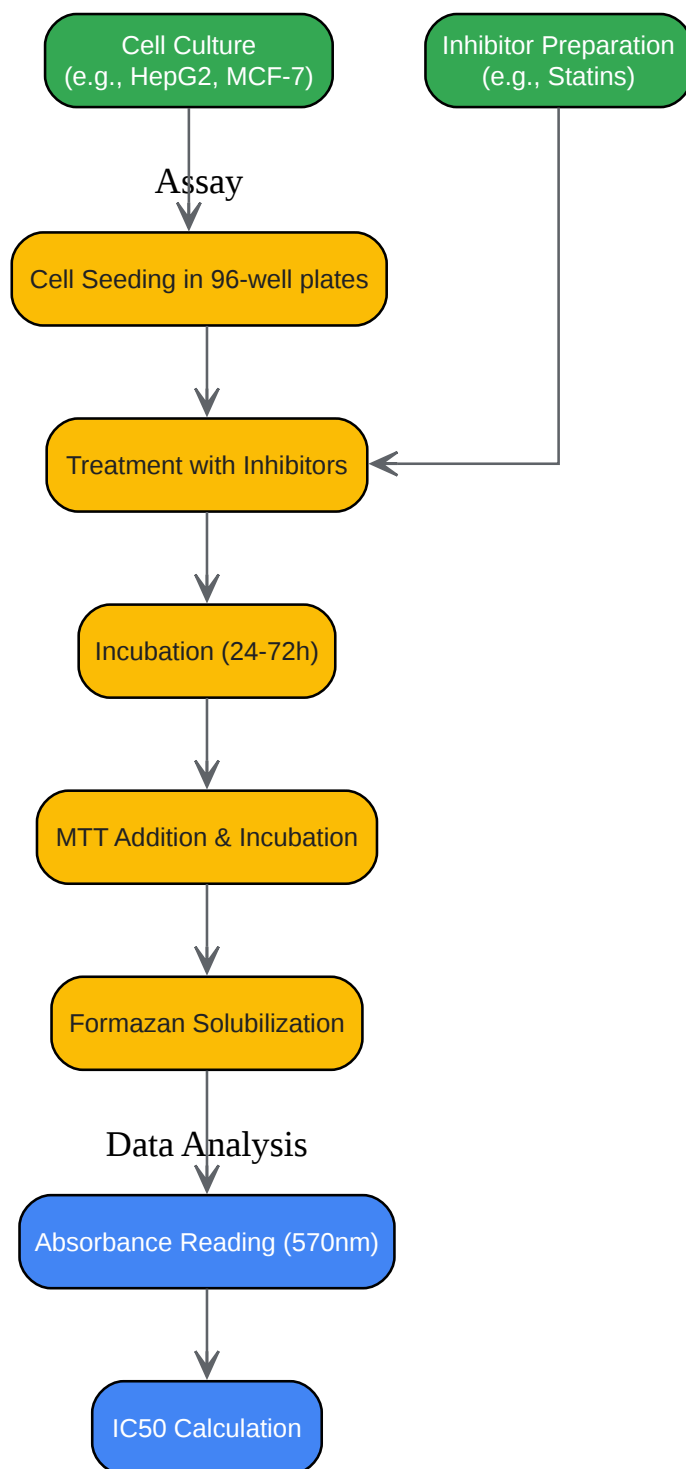 Cell Culture
(e.g., HepG2, MCF-7)
Inhibitor Preparation
(e.g., Statins)
Assay
Cell Seeding in 96-well plates
Treatment with Inhibitors
Incubation (24-72h)
MTT Addition & Incubation
Formazan Solubilization
Data Analysis
Absorbance Reading (570nm)
IC50 Calculation